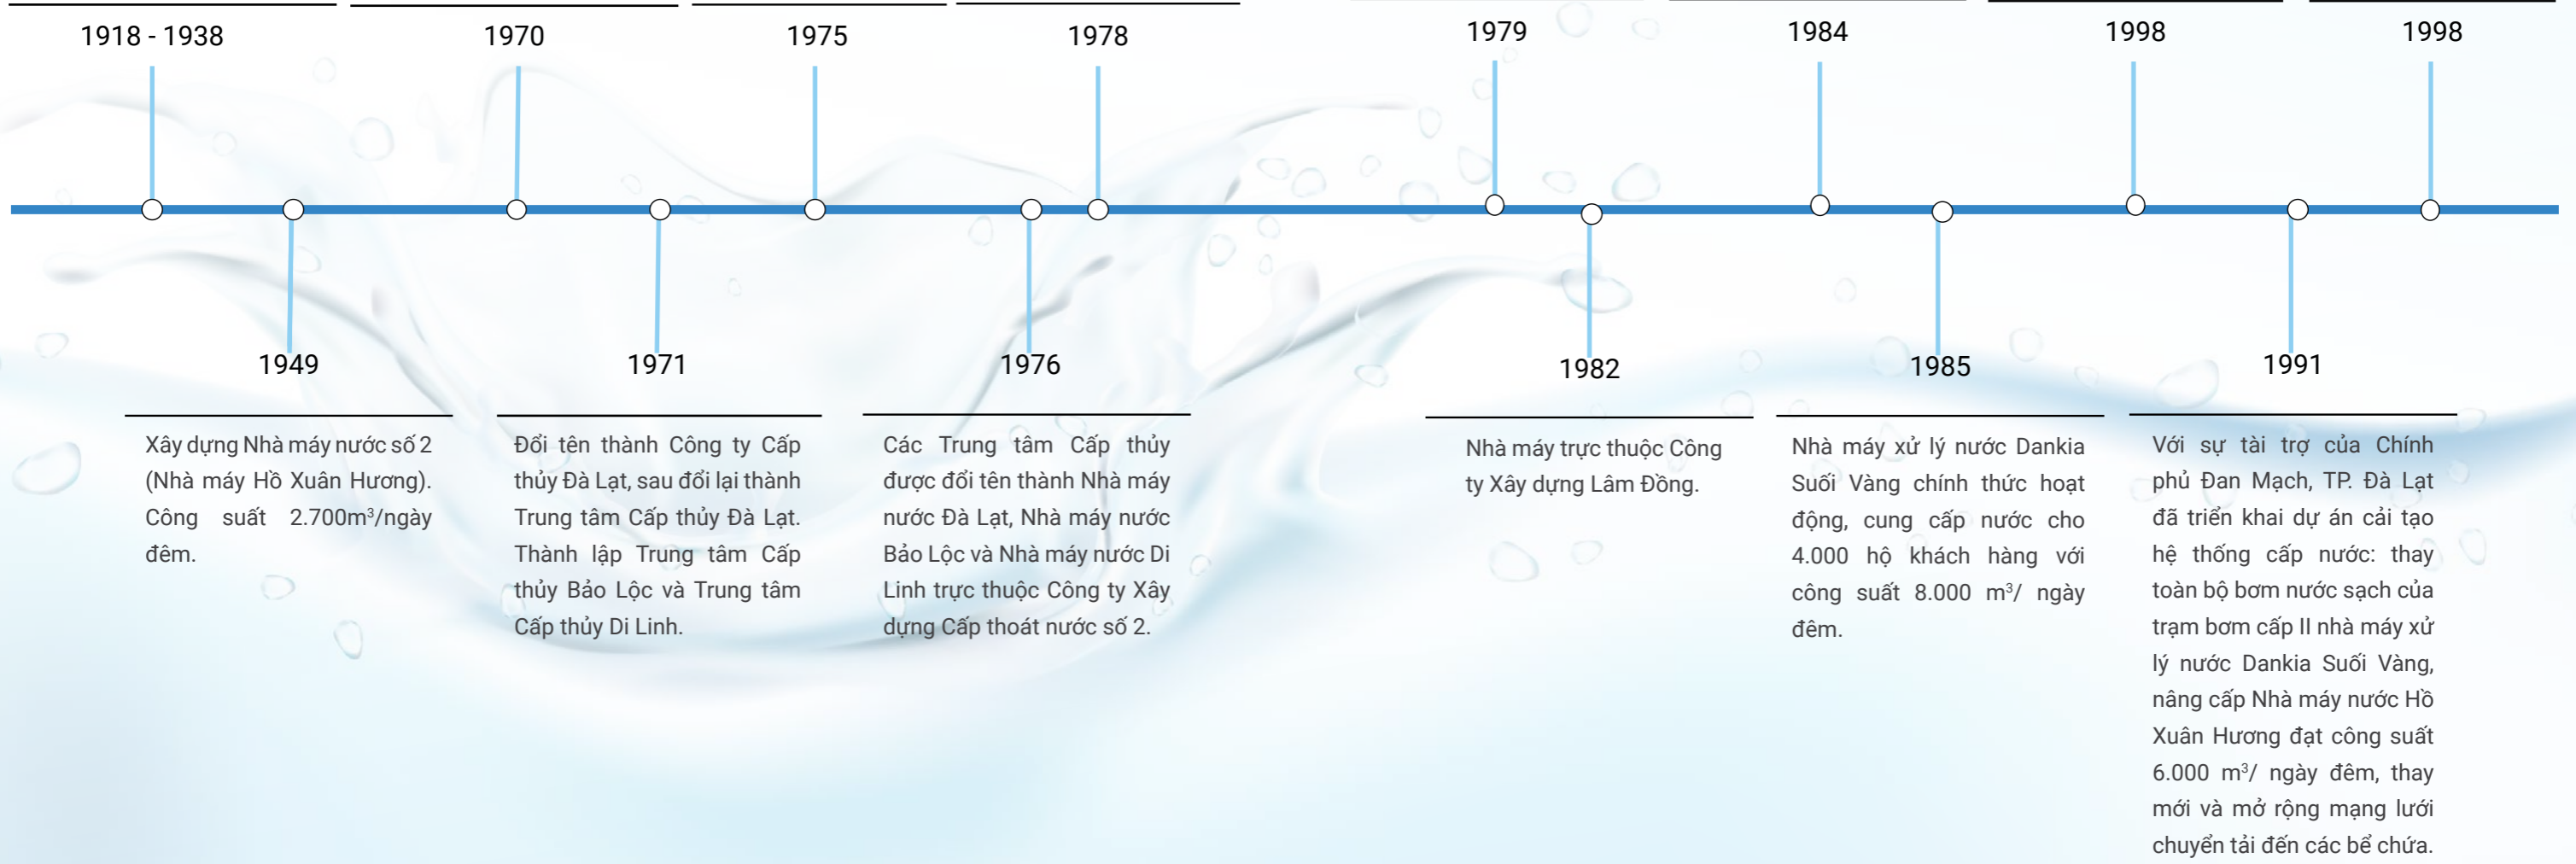 1918 - 1938
1970
1975
1978
1979
1984
1998
1998
1949
Xây dựng Nhà máy nước số 2
(Nhà máy Hồ Xuân Hương).
Công suất 2.700m³/ngày
đêm.
1971
Đổi tên thành Công ty Cấp
thủy Đà Lạt, sau đổi lại thành
Trung tâm Cấp thủy Đà Lạt.
Thành lập Trung tâm Cấp
thủy Bảo Lộc và Trung tâm
Cấp thủy Di Linh.
1976
Các Trung tâm Cấp thủy
được đổi tên thành Nhà máy
nước Đà Lạt, Nhà máy nước
Bảo Lộc và Nhà máy nước Di
Linh trực thuộc Công ty Xây
dựng Cấp thoát nước số 2.
1982
Nhà máy trực thuộc Công
ty Xây dựng Lâm Đồng.
1985
Nhà máy xử lý nước Dankia
Suối Vàng chính thức hoạt
động, cung cấp nước cho
4.000 hộ khách hàng với
công suất 8.000 m³/ ngày
đêm.
1991
Với sự tài trợ của Chính
phủ Đan Mạch, TP. Đà Lạt
đã triển khai dự án cải tạo
hệ thống cấp nước: thay
toàn bộ bơm nước sạch của
trạm bơm cấp II nhà máy xử
lý nước Dankia Suối Vàng,
nâng cấp Nhà máy nước Hồ
Xuân Hương đạt công suất
6.000 m³/ ngày đêm, thay
mới và mở rộng mạng lưới
chuyển tải đến các bể chứa.